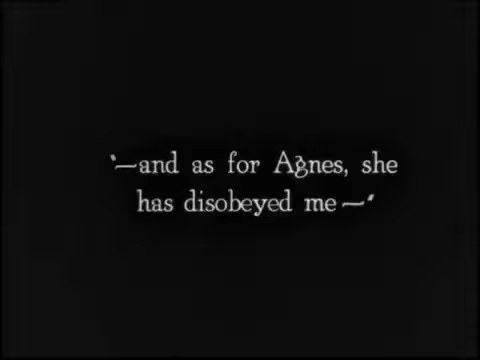 "—and as for Agnes, she
has disobeyed me—"